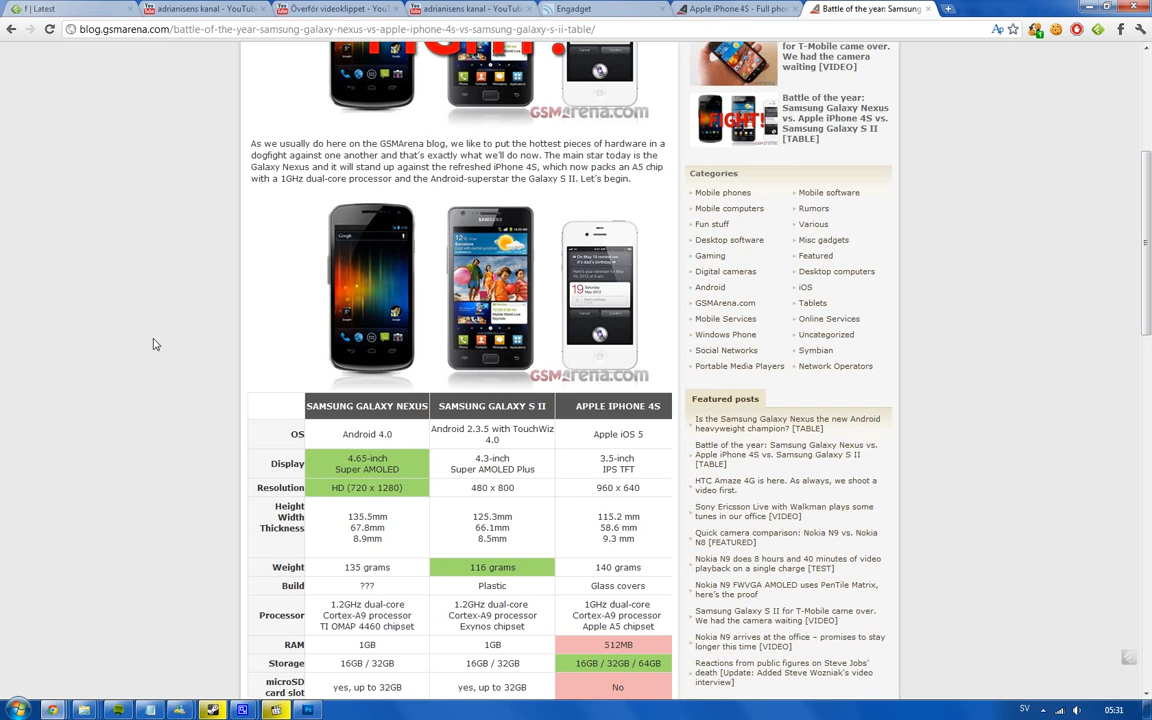 f | Latest
adrianisens kanal - YouTube
Överför videoklippet - YouT
adrianisens kanal - YouTube
Engadget
Apple iPhone 4S - Full pho
Battle of the year: Samsung
blog.gsmarena.com/battle-of-the-year-samsung-galaxy-nexus-vs-apple-iphone-4s-vs-samsung-galaxy-s-ii-table/
FIGHT!
GSMarena.com
for T-Mobile came over.
We had the camera
waiting [VIDEO]
FIGHT!
Battle of the year:
Samsung Galaxy Nexus
vs. Apple iPhone 4S vs.
Samsung Galaxy S II
[TABLE]
As we usually do here on the GSMArena blog, we like to put the hottest pieces of hardware in a
dogfight against one another and that's exactly what we'll do now. The main star today is the
Galaxy Nexus and it will stand up against the refreshed iPhone 4S, which now packs an A5 chip
with a 1GHz dual-core processor and the Android-superstar the Galaxy S II. Let's begin.
Google
SAMSUNG
12°C
19
GSMarena.com
SAMSUNG GALAXY NEXUS SAMSUNG GALAXY S II APPLE IPHONE 4S
OS Android 4.0 Android 2.3.5 with TouchWiz 4.0 Apple iOS 5
Display 4.65-inch Super AMOLED 4.3-inch Super AMOLED Plus 3.5-inch IPS TFT
Resolution HD (720 x 1280) 480 x 800 960 x 640
Height 135.5mm 125.3mm 115.2 mm
Width 67.8mm 66.1mm 58.6 mm
Thickness 8.9mm 8.5mm 9.3 mm
Weight 135 grams 116 grams 140 grams
Build ??? Plastic Glass covers
Processor 1.2GHz dual-core Cortex-A9 processor TI OMAP 4460 chipset 1.2GHz dual-core Cortex-A9 processor Exynos chipset 1GHz dual-core Cortex-A9 processor Apple A5 chipset
RAM 1GB 1GB 512MB
Storage 16GB / 32GB 16GB / 32GB 16GB / 32GB / 64GB
microSD card slot yes, up to 32GB yes, up to 32GB No
Categories
Mobile phones Mobile software
Mobile computers Rumors
Fun stuff Various
Desktop software Misc gadgets
Gaming Featured
Digital cameras Desktop computers
Android iOS
GSMArena.com Tablets
Mobile Services Online Services
Windows Phone Uncategorized
Social Networks Symbian
Portable Media Players Network Operators
Featured posts
Is the Samsung Galaxy Nexus the new Android
heavyweight champion? [TABLE]
Battle of the year: Samsung Galaxy Nexus vs.
Apple iPhone 4S vs. Samsung Galaxy S II
[TABLE]
HTC Amaze 4G is here. As always, we shoot a
video first.
Sony Ericsson Live with Walkman plays some
tunes in our office [VIDEO]
Quick camera comparison: Nokia N9 vs. Nokia
N8 [FEATURED]
Nokia N9 does 8 hours and 40 minutes of video
playback on a single charge [TEST]
Nokia N9 FWVGA AMOLED uses PenTile Matrix,
here's the proof
Samsung Galaxy S II for T-Mobile came over.
We had the camera waiting [VIDEO]
Nokia N9 arrives at the office – promises to stay
longer this time [VIDEO]
Reactions from public figures on Steve Jobs'
death [Update: Added Steve Wozniak's video
interview]
SV
05:31